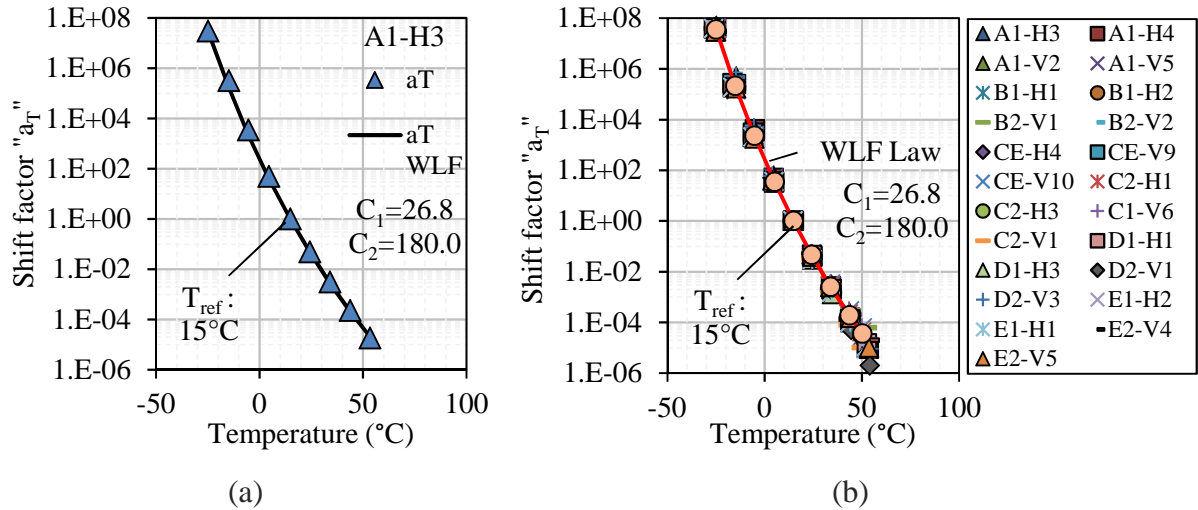 1.E+08
1.E+06
1.E+04
1.E+02
1.E+00
1.E-02
1.E-04
1.E-06
Shift factor "aT"
A1-H3
aT
aT
WLF
C1=26.8
C2=180.0
Tref :
15°C
-50 0 50 100
Temperature (°C)
(a)
1.E+08
1.E+06
1.E+04
1.E+02
1.E+00
1.E-02
1.E-04
1.E-06
Shift factor "aT"
WLF Law
C1=26.8
C2=180.0
Tref :
15°C
-50 0 50 100
Temperature (°C)
(b)
A1-H3 A1-H4
A1-V2 A1-V5
B1-H1 B1-H2
B2-V1 B2-V2
CE-H4 CE-V9
CE-V10 C2-H1
C2-H3 C1-V6
C2-V1 D1-H1
D1-H3 D2-V1
D2-V3 E1-H2
E1-H1 E2-V4
E2-V5